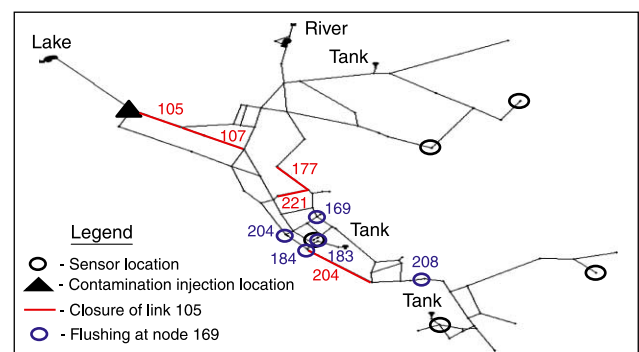 River
Lake
Tank
105
107
177
221
169
204
Tank
183
184
204
208
Tank
Legend
- Sensor location
- Contamination injection location
- Closure of link 105
- Flushing at node 169